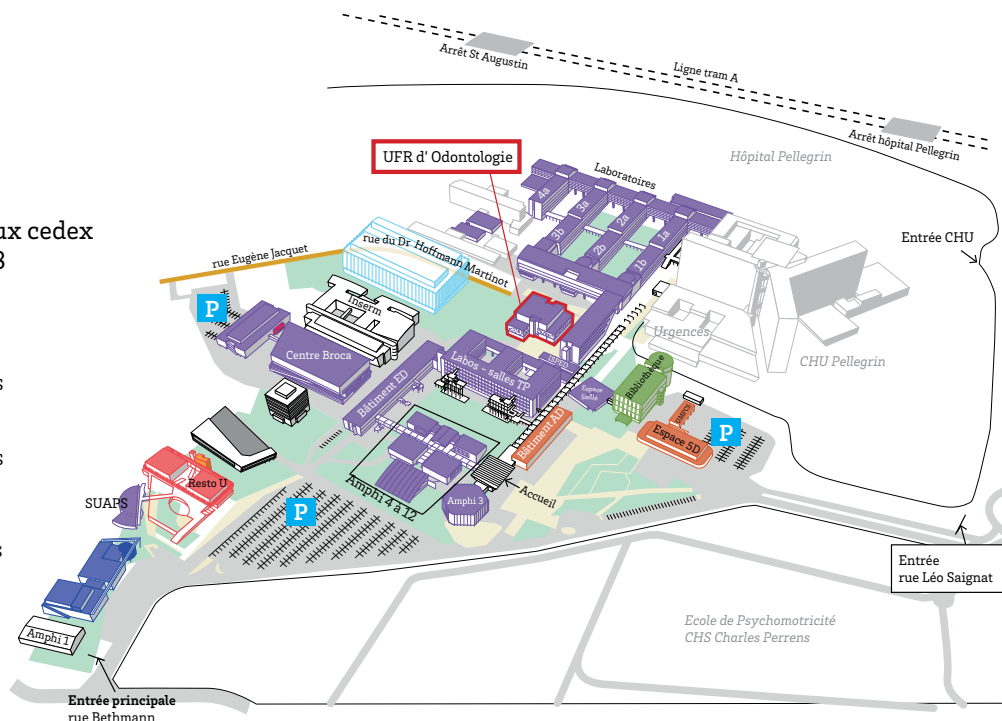 Arrêt St Augustin
Ligne tram A
Arrêt hôpital Pellegrin
Hôpital Pellegrin
UFR d' Odontologie
Laboratoires
4a
3a
2a
1a
3b
2b
1b
ux cedex
3
Entrée CHU
rue du Dr Hoffmann Martinot
rue Eugène Jacquet
P
Inserm
Urgences
CHU Pellegrin
Centre Broca
Labos – salles TP
ISPED
Bibliothèque
Espace
Santé
s
Bâtiment ED
Bâtiment AD
Espace 5D
P
s
Resto U
Amphi 4 à 12
Accueil
Amphi 3
SUAPS
P
s
Entrée
rue Léo Saignat
Ecole de Psychomotricité
CHS Charles Perrens
Amphi 1
Entrée principale
rue Bethmann